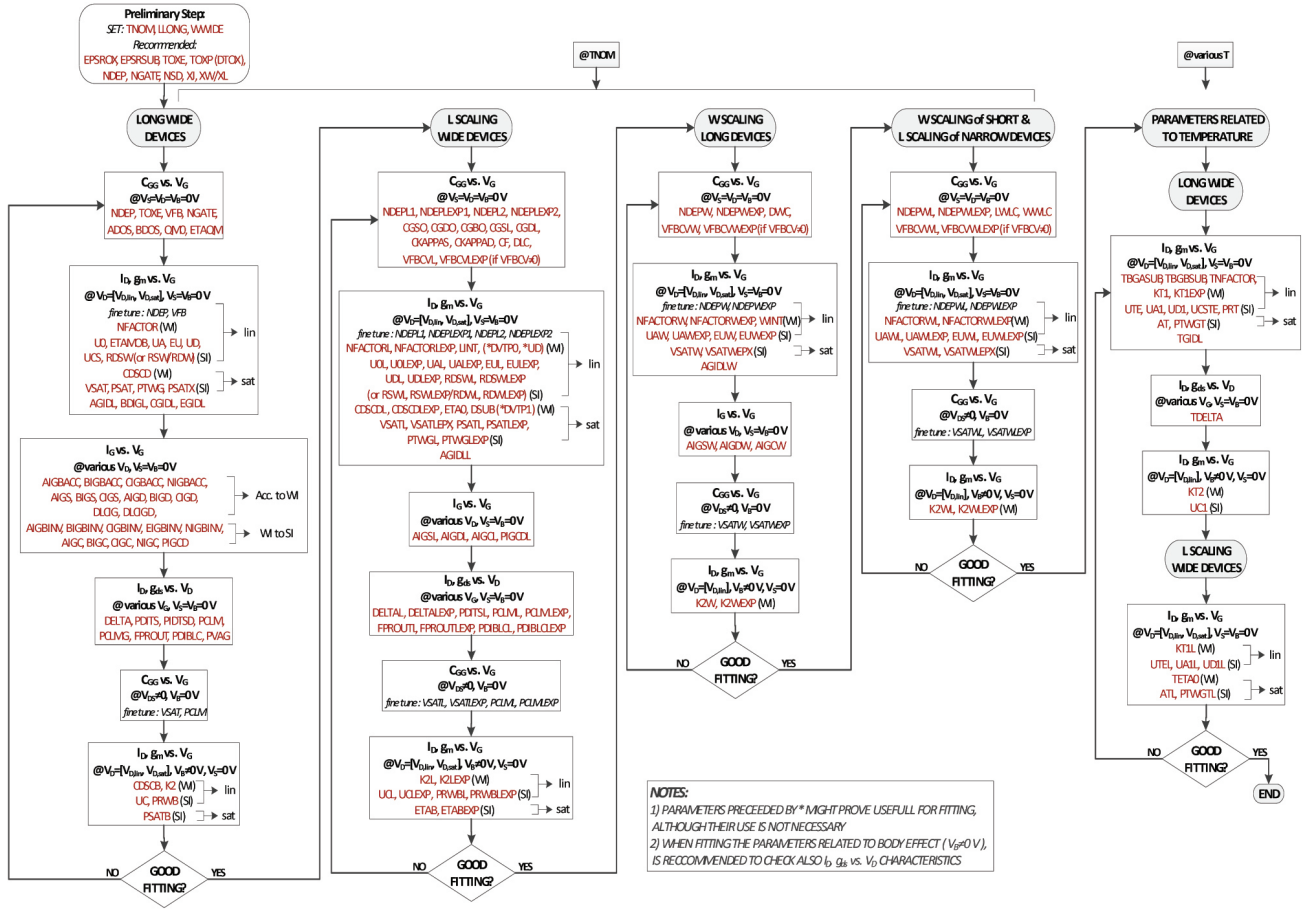 Preliminary Step:
SET: TNOM, LLONG, WWIDE
Recommended:
EPSROX, EPSRSUB, TOXE, TOXP (DTOX),
NDEP, NGATE, NSD, XJ, XW/XL
@TNOM
@various T
LONG WIDE
DEVICES
CGG vs. VG
@VS=VD=VB=0V
NDEP, TOXE, VFB, NGATE,
ADOS, BDOS, QM0, ETAQM
ID, gm vs. VG
@VD=[VD,lin, VD,sat], VS=VB=0 V
fine tune : NDEP, VFB
NFACTOR (WI)
U0, ETAMOB, UA, EU, UD,
UCS, RDSW (or RSW/RDW) (SI)
lin
CDSCD (WI)
VSAT, PSAT, PTWG, PSATX (SI)
sat
AGIDL, BGIDL, CGIDL, EGIDL
IG vs. VG
@various VD, VS=VB=0V
AIGBACC, BIGBACC, CIGBACC, NIGBACC,
AIGS, BIGS, CIGS, AIGD, BIGD, CIGD,
DLCIG, DLCIGD,
Acc. to WI
AIGBINV, BIGBINV, CIGBINV, EIGBINV, NIGBINV,
AIGC, BIGC, CIGC, NIGC, PIGCD
WI to SI
ID, gds vs. VD
@various VG, VS=VB=0V
DELTA, PDITS, PIDTSD, PCLM,
PCLMG, FPROUT, PDIBLC, PVAG
CGG vs. VG
@VDS≠0, VB=0V
fine tune : VSAT, PCLM
ID, gm vs. VG
@VD=[VD,lin, VD,sat], VB≠0V, VS=0V
CDSCB, K2 (WI)
UC, PRWB (SI)
lin
PSATB (SI)
sat
NO
GOOD
FITTING?
YES
L SCALING
WIDE DEVICES
CGG vs. VG
@VS=VD=VB=0V
NDEPL1, NDEPLEXP1, NDEPL2, NDEPLEXP2,
CGSO, CGDO, CGBO, CGSL, CGDL,
CKAPPAS, CKAPPAD, CF, DLC,
VFBCVL, VFBCVLEXP (if VFBCV≠0)
ID, gm vs. VG
@VD=[VD,lin, VD,sat], VS=VB=0V
fine tune : NDEPL1, NDEPLEXP1, NDEPL2, NDEPLEXP2
NFACTORL, NFACTORLEXP, LINT, (*DVTP0, *UD) (WI)
U0L, U0LEXP, UAL, UALEXP, EUL, EULEXP,
UDL, UDLEXP, RDSWL, RDSWLEXP
(or RSWL, RSWLEXP/RDWL, RDWLEXP) (SI)
lin
CDSCDL, CDSCDLEXP, ETA0, DSUB (*DVTP1) (WI)
VSATL, VSATLEPX, PSATL, PSATLEXP,
PTWGL, PTWGLEXP (SI)
sat
AGIDLL
IG vs. VG
@various VD, VS=VB=0V
AIGSL, AIGDL, AIGCL, PIGCDL
ID, gds vs. VD
@various VG, VS=VB=0V
DELTAL, DELTALEXP, PDITSL, PCLML, PCLMLEXP,
FPROUTL, FPROUTLEXP, PDIBLCL, PDIBLCLEXP
CGG vs. VG
@VDS≠0, VB=0V
fine tune : VSATL, VSATLEXP, PCLML, PCLMLEXP
ID, gm vs. VG
@VD=[VD,lin, VD,sat], VB≠0V, VS=0V
K2L, K2LEXP (WI)
UCL, UCLEXP, PRWBL, PRWBLEXP (SI)
lin
ETAB, ETABEXP (SI)
sat
NO
GOOD
FITTING?
YES
W SCALING
LONG DEVICES
CGG vs. VG
@VS=VD=VB=0V
NDEPW, NDEPWEXP, DWC,
VFBCVW, VFBCVWEXP (if VFBCV≠0)
ID, gm vs. VG
@VD=[VD,lin, VD,sat], VS=VB=0V
fine tune : NDEPW, NDEPWEXP
NFACTORW, NFACTORWEXP, WINT (WI)
UAW, UAWEXP, EUW, EUWEXP (SI)
lin
VSATW, VSATWEPX (SI)
sat
AGIDLW
IG vs. VG
@various VD, VS=VB=0V
AIGSW, AIGDW, AIGCW
CGG vs. VG
@VDS≠0, VB=0V
fine tune : VSATW, VSATWEXP
ID, gm vs. VG
@VD=[VD,lin], VB≠0V, VS=0V
K2W, K2WEXP (WI)
NO
GOOD
FITTING?
YES
W SCALING of SHORT &
L SCALING of NARROW DEVICES
CGG vs. VG
@VS=VD=VB=0V
NDEPWL, NDEPWLEXP, LWLC, WWLC
VFBCVWL, VFBCVWLEXP (if VFBCV≠0)
ID, gm vs. VG
@VD=[VD,lin, VD,sat], VS=VB=0V
fine tune : NDEPWL, NDEPWLEXP
NFACTORWL, NFACTORWLEXP (WI)
UAWL, UAWLEXP, EUWL, EUWLEXP (SI)
lin
VSATWL, VSATWLEPX (SI)
sat
CGG vs. VG
@VDS≠0, VB=0V
fine tune : VSATWL, VSATWLEXP
ID, gm vs. VG
@VD=[VD,lin], VB≠0V, VS=0V
K2WL, K2WLEXP (WI)
NO
GOOD
FITTING?
YES
PARAMETERS RELATED
TO TEMPERATURE
LONG WIDE
DEVICES
ID, gm vs. VG
@VD=[VD,lin, VD,sat], VS=VB=0V
TBGASUB, TBGBSUB, TNFACTOR,
KT1, KT1EXP (WI)
UTE, UA1, UD1, UCSTE, PRT (SI)
lin
AT, PTWGT (SI)
sat
TGIDL
ID, gds vs. VD
@various VG, VS=VB=0V
TDELTA
ID, gm vs. VG
@VD=[VD,lin], VB≠0V, VS=0V
KT2 (WI)
UC1 (SI)
L SCALING
WIDE DEVICES
ID, gm vs. VG
@VD=[VD,lin, VD,sat], VS=VB=0V
KT1L (WI)
UTEL, UA1L, UD1L (SI)
lin
TETA0 (WI)
ATL, PTWGTL (SI)
sat
NO
GOOD
FITTING?
YES
END
NOTES:
1) PARAMETERS PRECEEDED BY * MIGHT PROVE USEFULL FOR FITTING,
ALTHOUGH THEIR USE IS NOT NECESSARY
2) WHEN FITTING THE PARAMETERS RELATED TO BODY EFFECT ( VB≠0 V ),
IS RECCOMMENDED TO CHECK ALSO ID, gds vs. VD CHARACTERISTICS